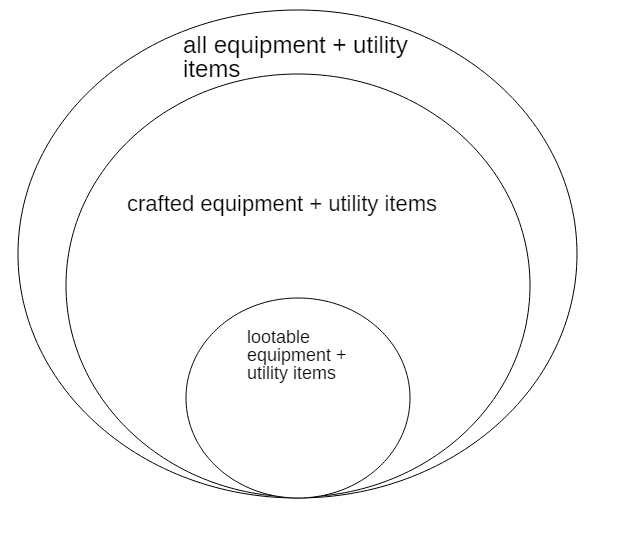 all equipment + utility
items
crafted equipment + utility items
lootable
equipment +
utility items